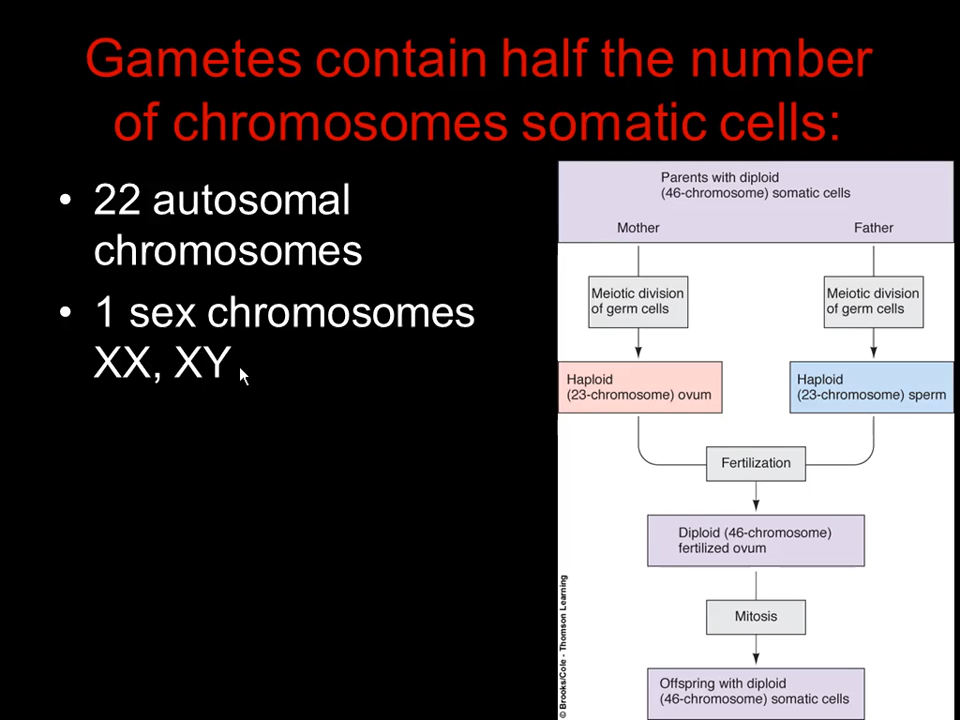 Gametes contain half the number
of chromosomes somatic cells:
• 22 autosomal
chromosomes
• 1 sex chromosomes
XX, XY
Parents with diploid
(46-chromosome) somatic cells
Mother
Father
Meiotic division
of germ cells
Meiotic division
of germ cells
Haploid
(23-chromosome) ovum
Haploid
(23-chromosome) sperm
Fertilization
Diploid (46-chromosome)
fertilized ovum
Mitosis
Offspring with diploid
(46-chromosome) somatic cells
© Brooks/Cole - Thomson Learning